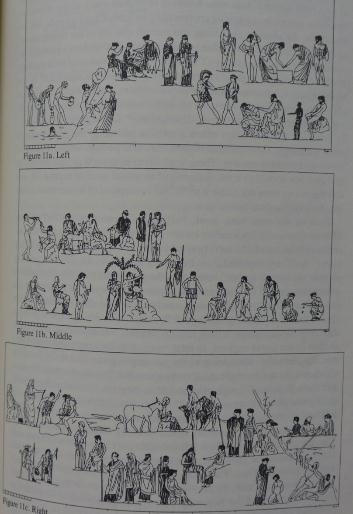 Figure 11a. Left
Figure 11b. Middle
Figure 11c. Right